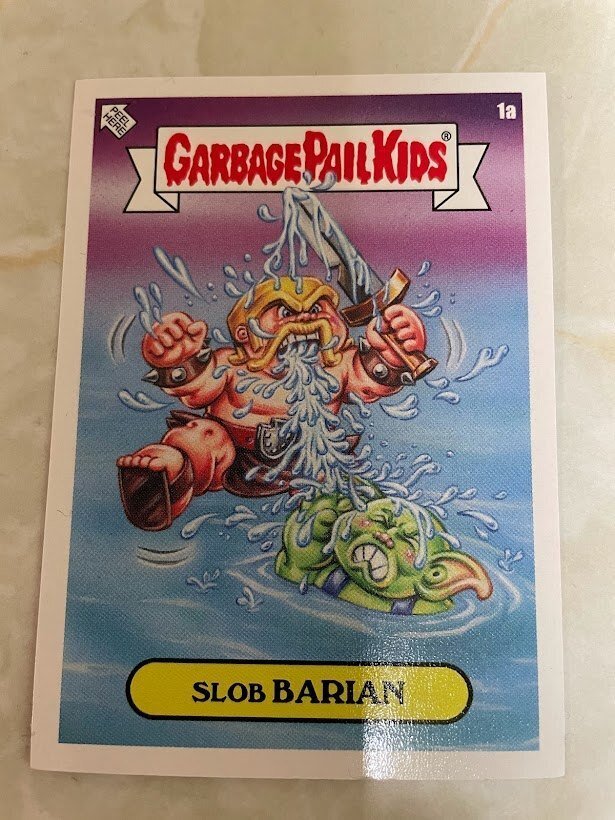 PEEL
HERE
1a
GARBAGE PAIL KIDS®
SLOB BARIAN